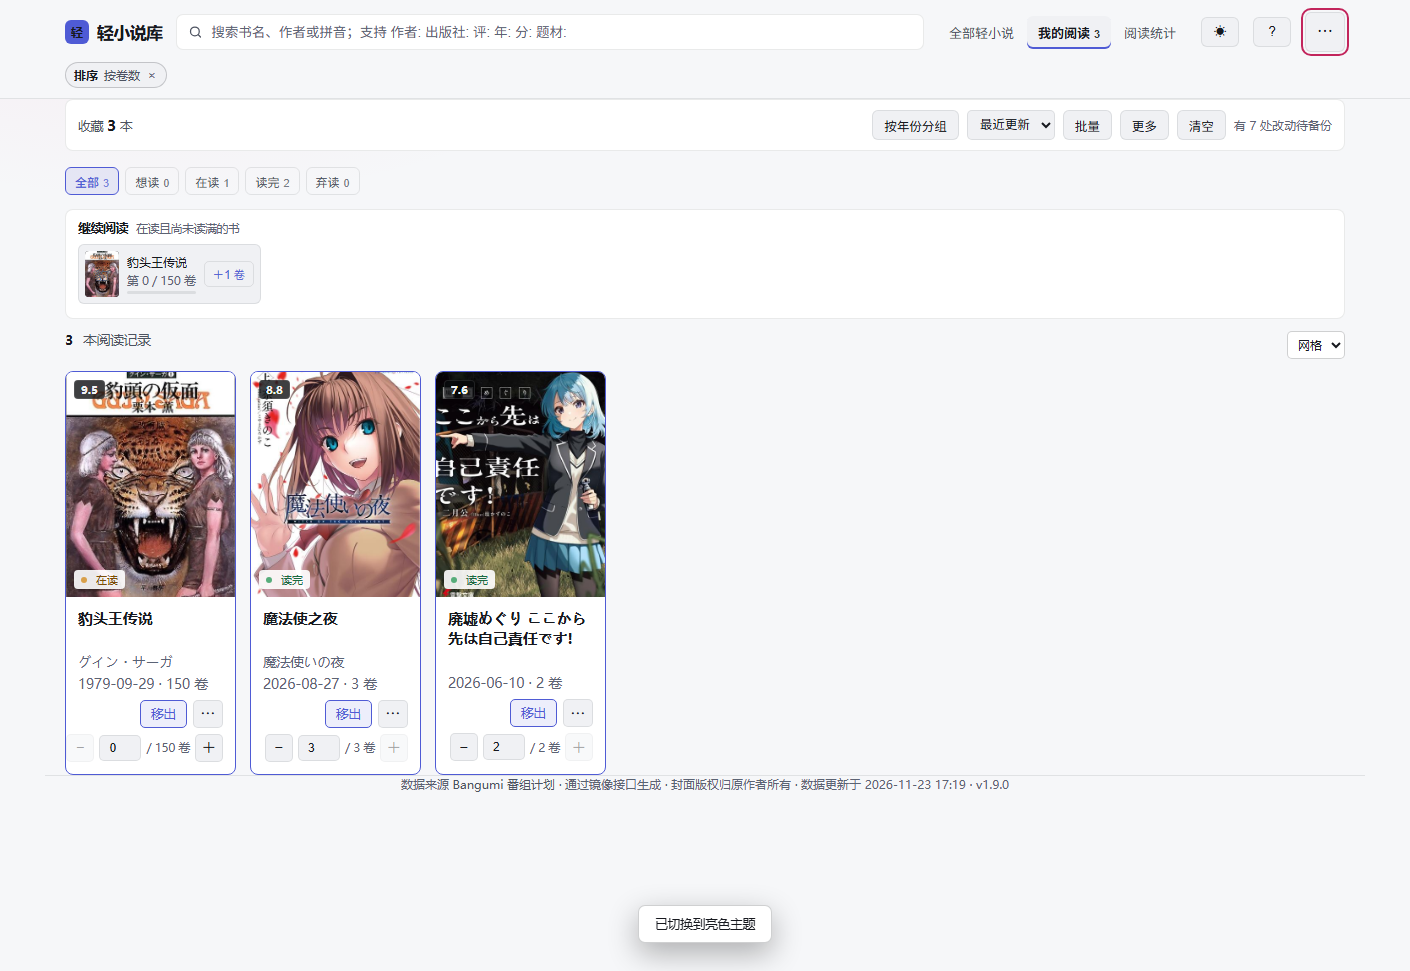 轻 轻小说库
搜索书名、作者或拼音；支持 作者: 出版社: 评: 年: 分: 题材:
全部轻小说 我的阅读 3 阅读统计 ? ···
排序 按卷数 ×
收藏 3 本
按年份分组 最近更新 批量 更多 清空 有 7 处改动待备份
全部 3 想读 0 在读 1 读完 2 弃读 0
继续阅读 在读且尚未读满的书
豹头王传说
第 0 / 150 卷
+1 卷
3 本阅读记录
网格
9.5
豹頭の仮面
栗本 薫
在读
豹头王传说
グイン・サーガ
1979-09-29 · 150 卷
移出 ···
− 0 / 150 卷 +
8.8
魔法使いの夜
读完
魔法使之夜
魔法使いの夜
2026-08-27 · 3 卷
移出 ···
− 3 / 3 卷 +
7.6
ここから先は
自己責任
です!
二月公
读完
廃墟めぐり ここから
先は自己責任です!
2026-06-10 · 2 卷
移出 ···
− 2 / 2 卷 +
数据来源 Bangumi 番组计划 · 通过镜像接口生成 · 封面版权归原作者所有 · 数据更新于 2026-11-23 17:19 · v1.9.0
已切换到亮色主题